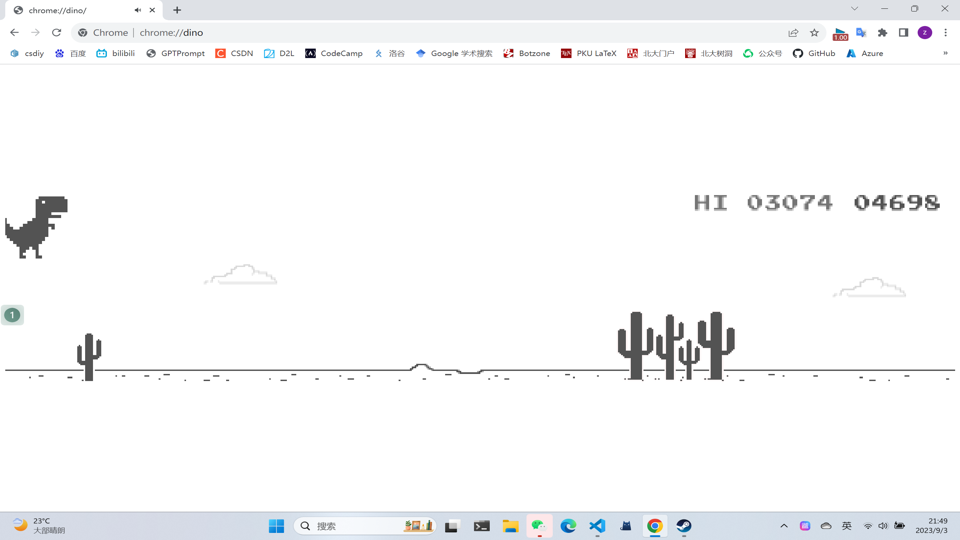 chrome://dino/
Chrome | chrome://dino
1.00
z
csdiy 百度 bilibili GPTPrompt CSDN D2L CodeCamp 洛谷 Google 学术搜索 Botzone PKU LaTeX 北大门户 北大树洞 公众号 GitHub Azure »
HI 03074 04698
1
23°C
大部晴朗
搜索
英
21:49
2023/9/3